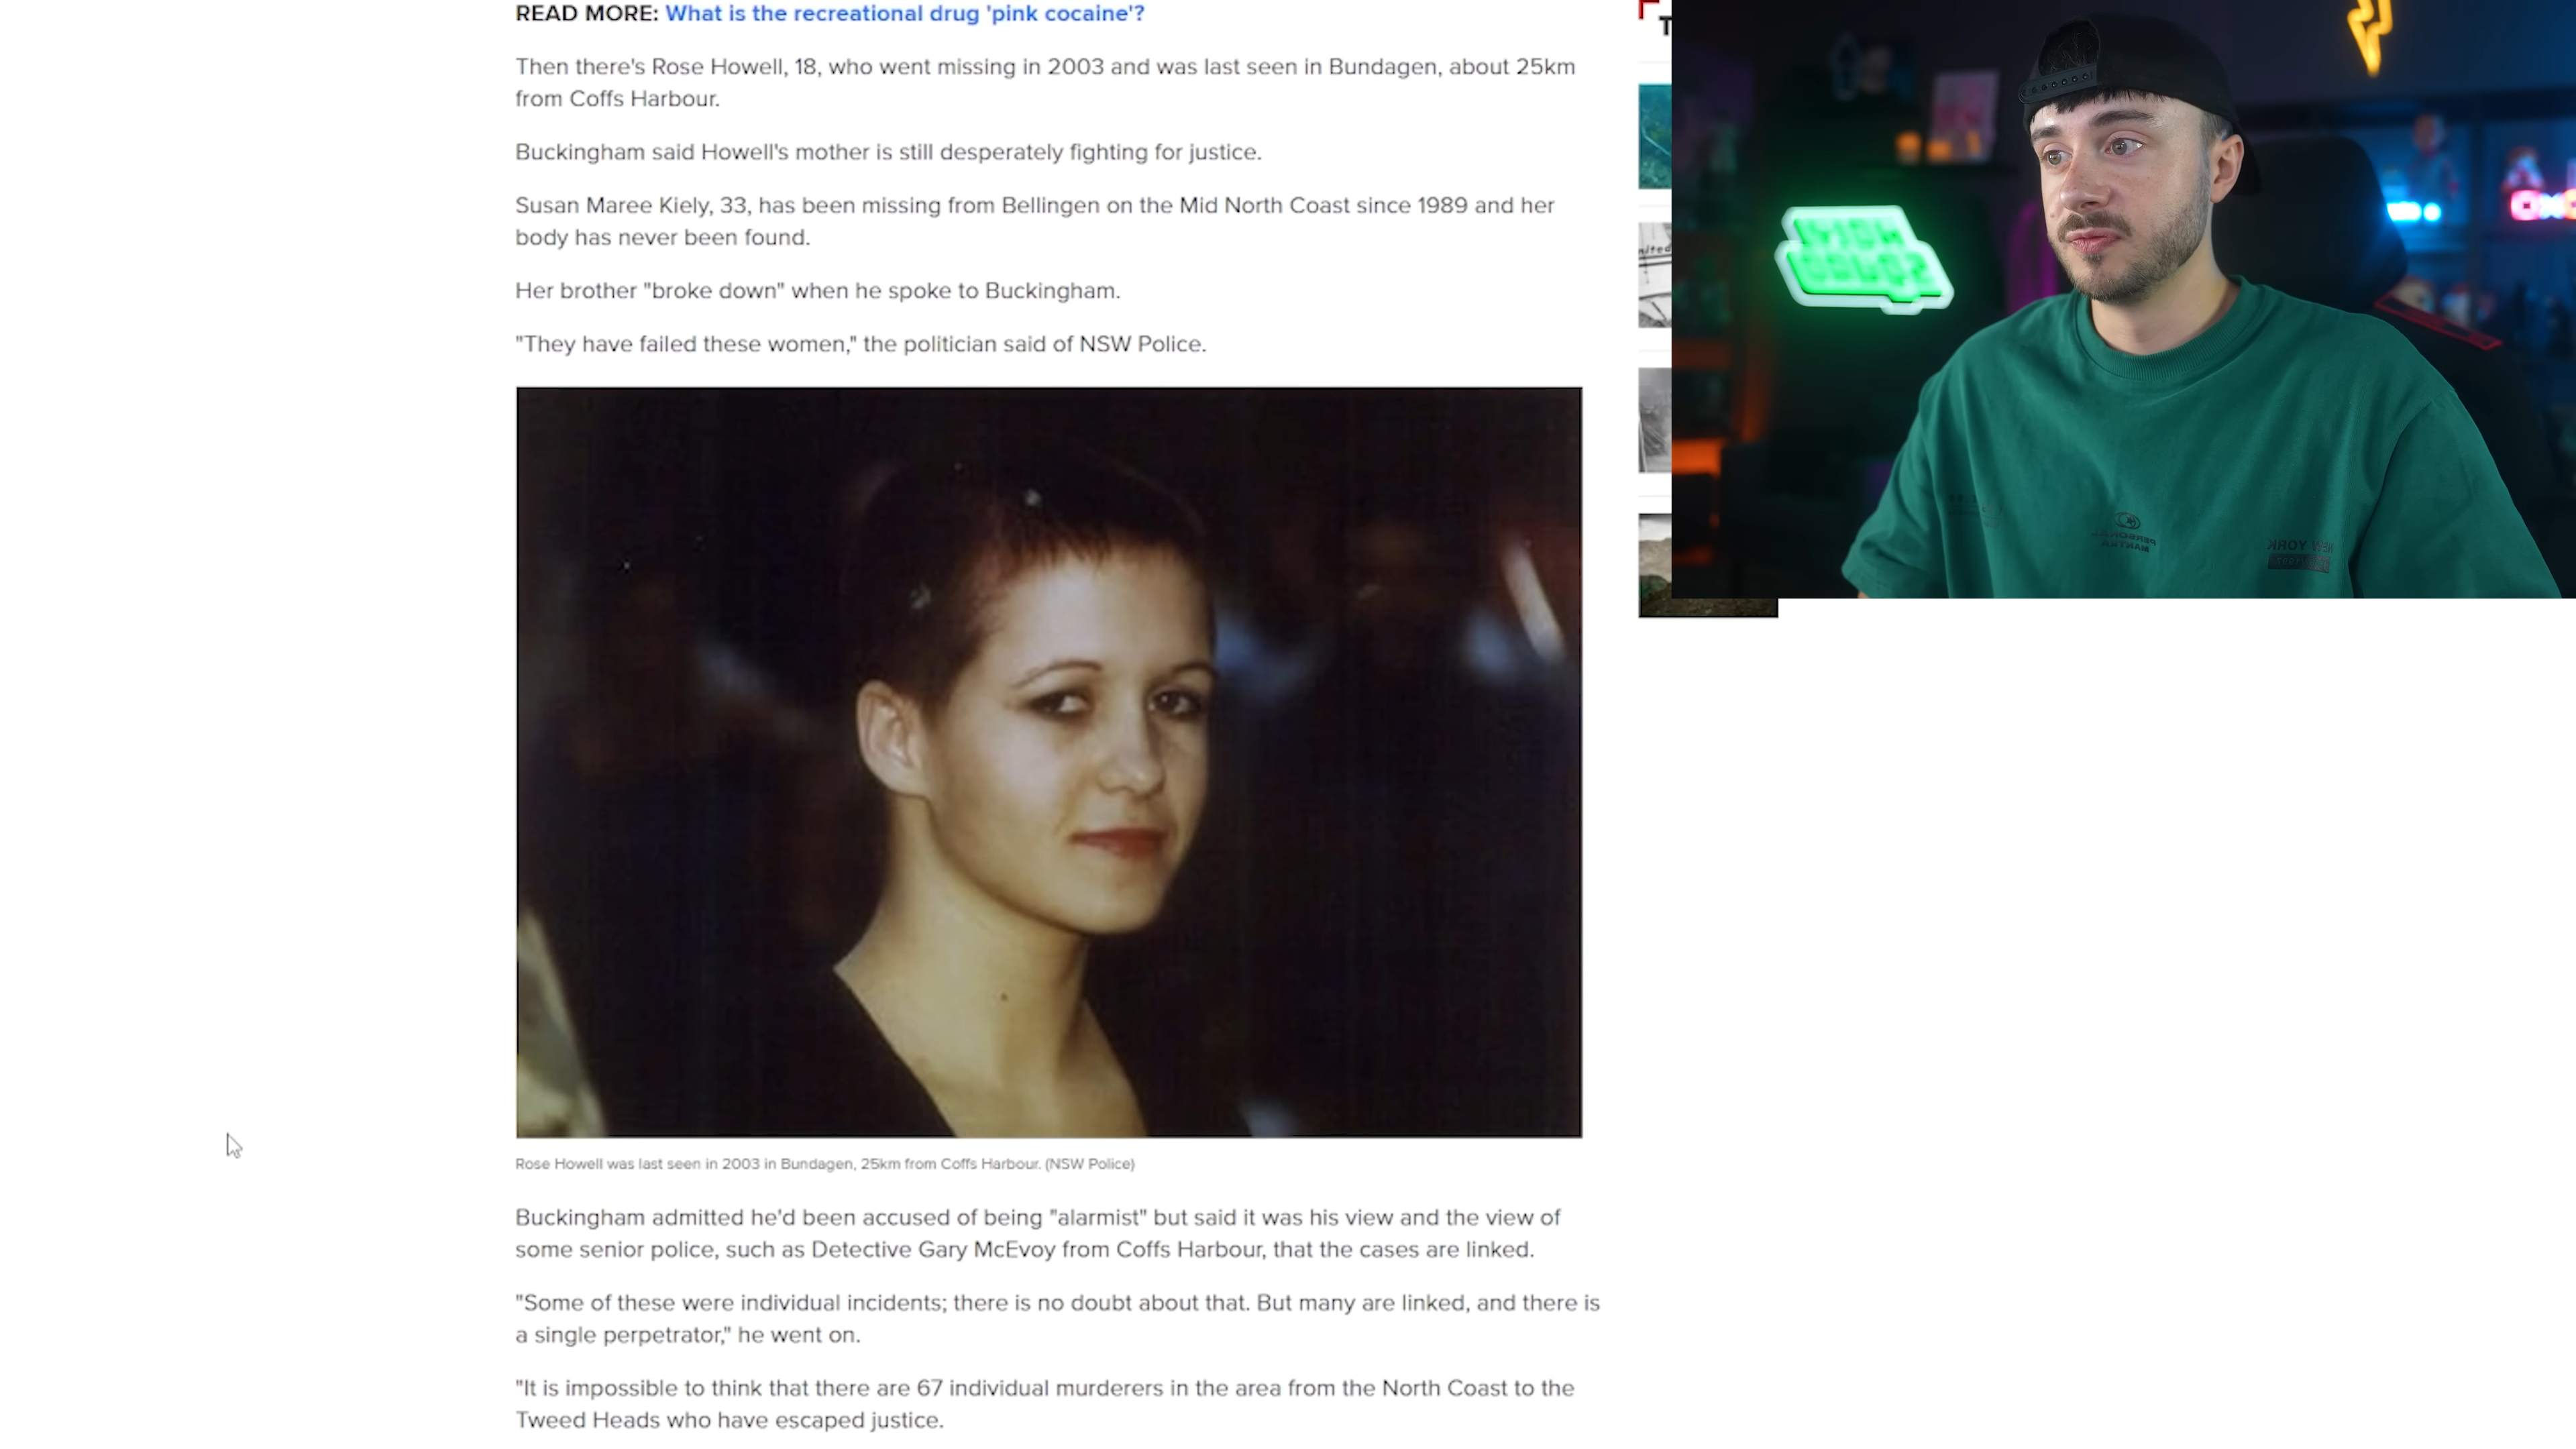 READ MORE: What is the recreational drug 'pink cocaine'?
Then there's Rose Howell, 18, who went missing in 2003 and was last seen in Bundagen, about 25km
from Coffs Harbour.
Buckingham said Howell's mother is still desperately fighting for justice.
Susan Maree Kiely, 33, has been missing from Bellingen on the Mid North Coast since 1989 and her
body has never been found.
Her brother "broke down" when he spoke to Buckingham.
"They have failed these women," the politician said of NSW Police.
Rose Howell was last seen in 2003 in Bundagen, 25km from Coffs Harbour. (NSW Police)
Buckingham admitted he'd been accused of being "alarmist" but said it was his view and the view of
some senior police, such as Detective Gary McEvoy from Coffs Harbour, that the cases are linked.
"Some of these were individual incidents; there is no doubt about that. But many are linked, and there is
a single perpetrator," he went on.
"It is impossible to think that there are 67 individual murderers in the area from the North Coast to the
Tweed Heads who have escaped justice.
PERSONAL
MANTRA
NEW YORK